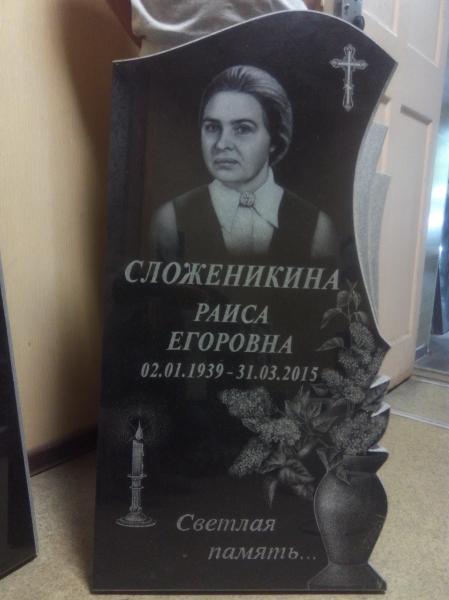 СЛОЖЕНИКИНА
РАИСА
ЕГОРОВНА
02.01.1939 - 31.03.2015
Светлая
память...